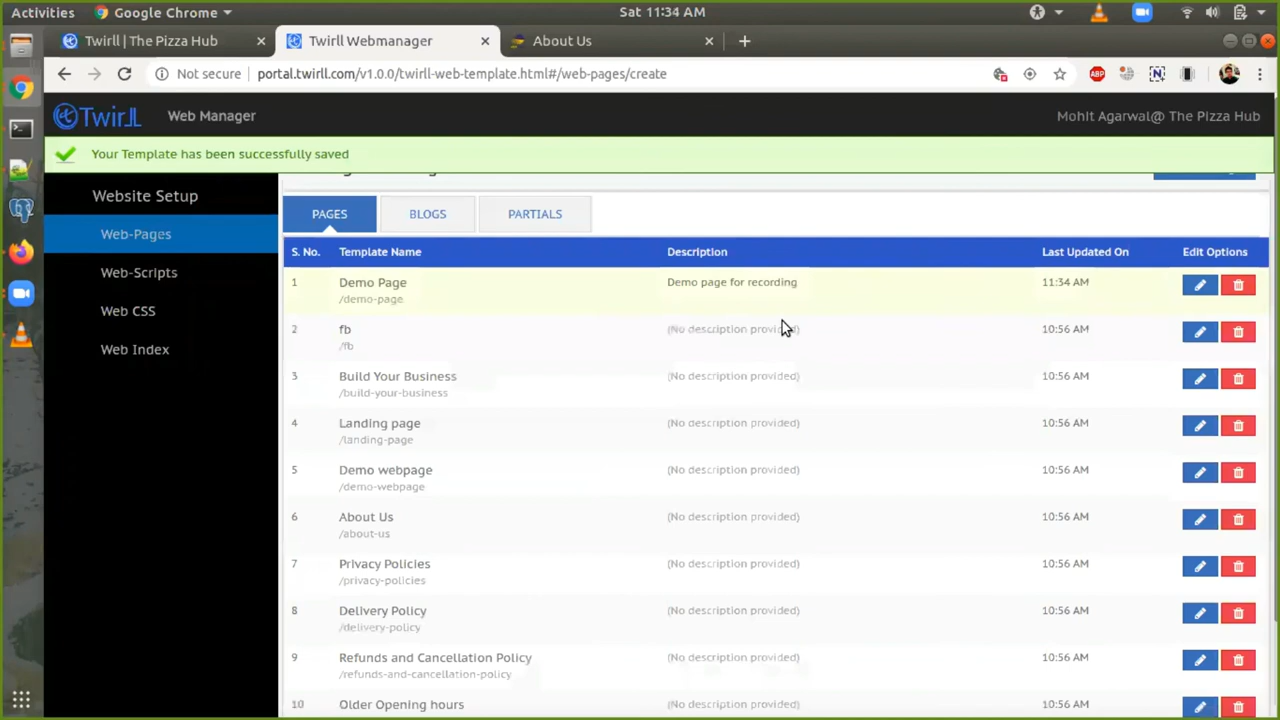 Activities Google Chrome Sat 11:34 AM
Twirll | The Pizza Hub Twirll Webmanager About Us
Not secure portal.twirll.com/v1.0.0/twirll-web-template.html#/web-pages/create ABP
Twirll Web Manager Mohit Agarwal@ The Pizza Hub
Your Template has been successfully saved
Website Setup
Web-Pages
Web-Scripts
Web CSS
Web Index
PAGES BLOGS PARTIALS
S. No. Template Name Description Last Updated On Edit Options
1 Demo Page Demo page for recording 11:34 AM
/demo-page
2 fb (No description provided) 10:56 AM
/fb
3 Build Your Business (No description provided) 10:56 AM
/build-your-business
4 Landing page (No description provided) 10:56 AM
/landing-page
5 Demo webpage (No description provided) 10:56 AM
/demo-webpage
6 About Us (No description provided) 10:56 AM
/about-us
7 Privacy Policies (No description provided) 10:56 AM
/privacy-policies
8 Delivery Policy (No description provided) 10:56 AM
/delivery-policy
9 Refunds and Cancellation Policy (No description provided) 10:56 AM
/refunds-and-cancellation-policy
10 Older Opening hours (No description provided) 10:56 AM